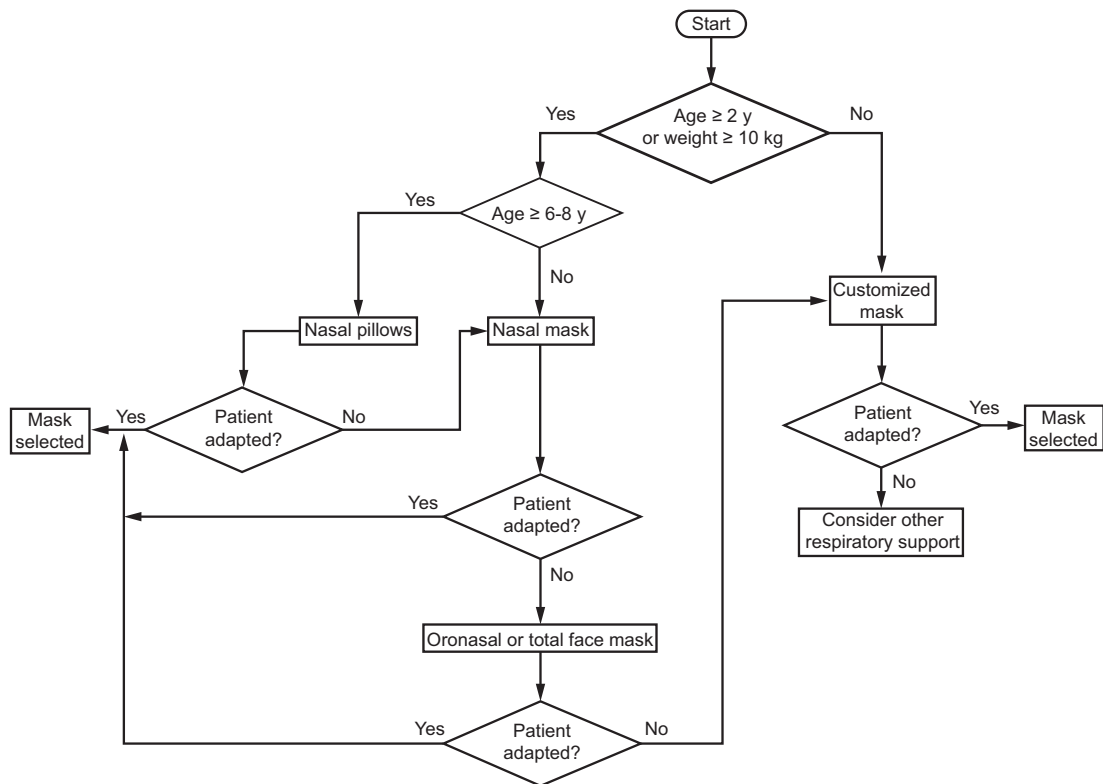 Start
Yes
Age ≥ 2 y
or weight ≥ 10 kg
No
Yes
Age ≥ 6-8 y
No
Customized
mask
Nasal pillows
Nasal mask
Mask
selected
Yes
Patient
adapted?
No
Patient
adapted?
Yes
Mask
selected
No
Yes
Patient
adapted?
Consider other
respiratory support
No
Oronasal or total face mask
Yes
Patient
adapted?
No